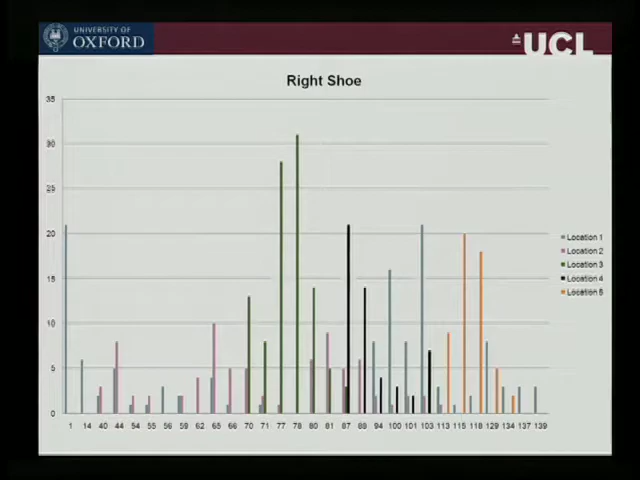 UNIVERSITY OF
OXFORD
UCL
Right Shoe
35
30
25
20
15
10
5
0
1 14 40 44 54 55 56 59 62 65 66 70 71 77 78 80 81 87 89 94 100 101 103 113 115 118 129 134 137 139
Location 1
Location 2
Location 3
Location 4
Location 5